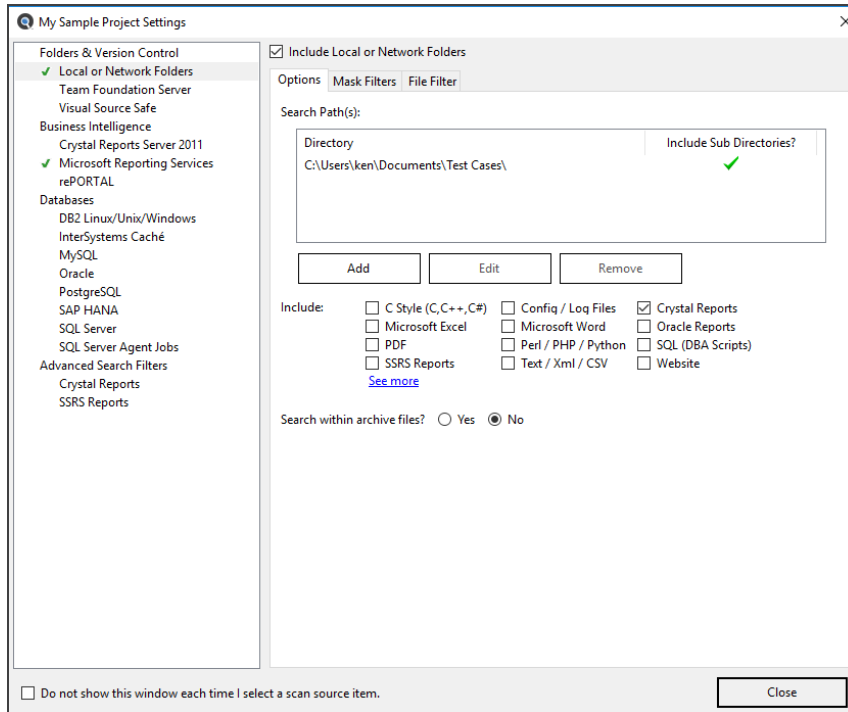 My Sample Project Settings
Folders & Version Control
Local or Network Folders
Team Foundation Server
Visual Source Safe
Business Intelligence
Crystal Reports Server 2011
Microsoft Reporting Services
rePORTAL
Databases
DB2 Linux/Unix/Windows
InterSystems Caché
MySQL
Oracle
PostgreSQL
SAP HANA
SQL Server
SQL Server Agent Jobs
Advanced Search Filters
Crystal Reports
SSRS Reports
Include Local or Network Folders
Options Mask Filters File Filter
Search Path(s):
Directory Include Sub Directories?
C:\Users\ken\Documents\Test Cases\
Add Edit Remove
Include: C Style (C,C++,C#) Config / Log Files Crystal Reports
Microsoft Excel Microsoft Word Oracle Reports
PDF Perl / PHP / Python SQL (DBA Scripts)
SSRS Reports Text / Xml / CSV Website
See more
Search within archive files? Yes No
Do not show this window each time I select a scan source item.
Close